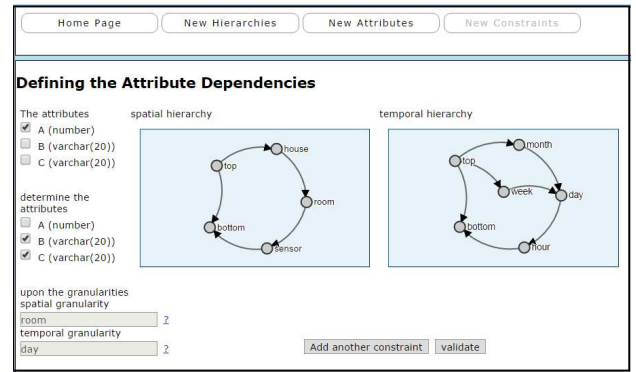 Home Page New Hierarchies New Attributes New Constraints
Defining the Attribute Dependencies
The attributes
A (number)
B (varchar(20))
C (varchar(20))
determine the
attributes
A (number)
B (varchar(20))
C (varchar(20))
upon the granularities
spatial granularity
room ?
temporal granularity
day ?
spatial hierarchy
house
top
room
bottom
sensor
temporal hierarchy
month
top
week
day
bottom
hour
Add another constraint validate